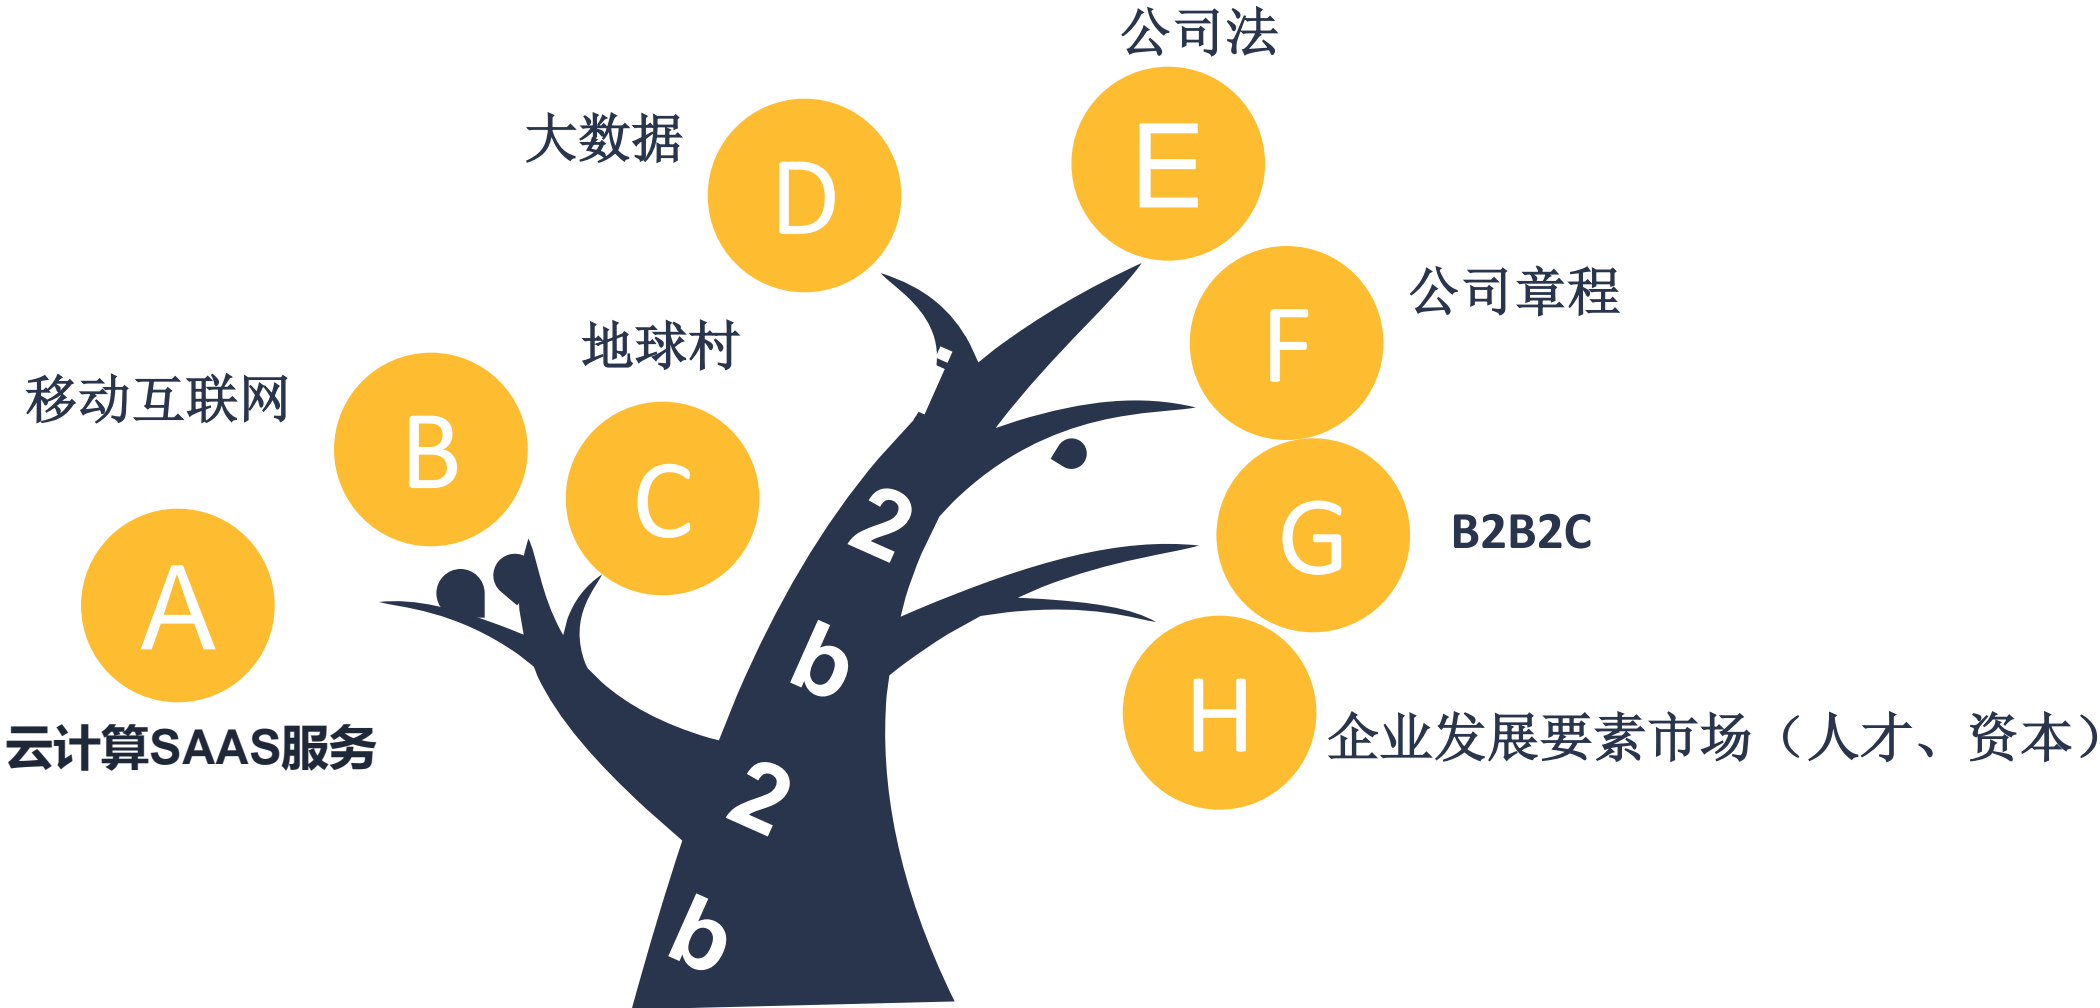 公司法
E
大数据
D
公司章程
F
地球村
C
移动互联网
B
B2B2C
G
A
云计算SAAS服务
H
企业发展要素市场（人才、资本）
b
2
b
2